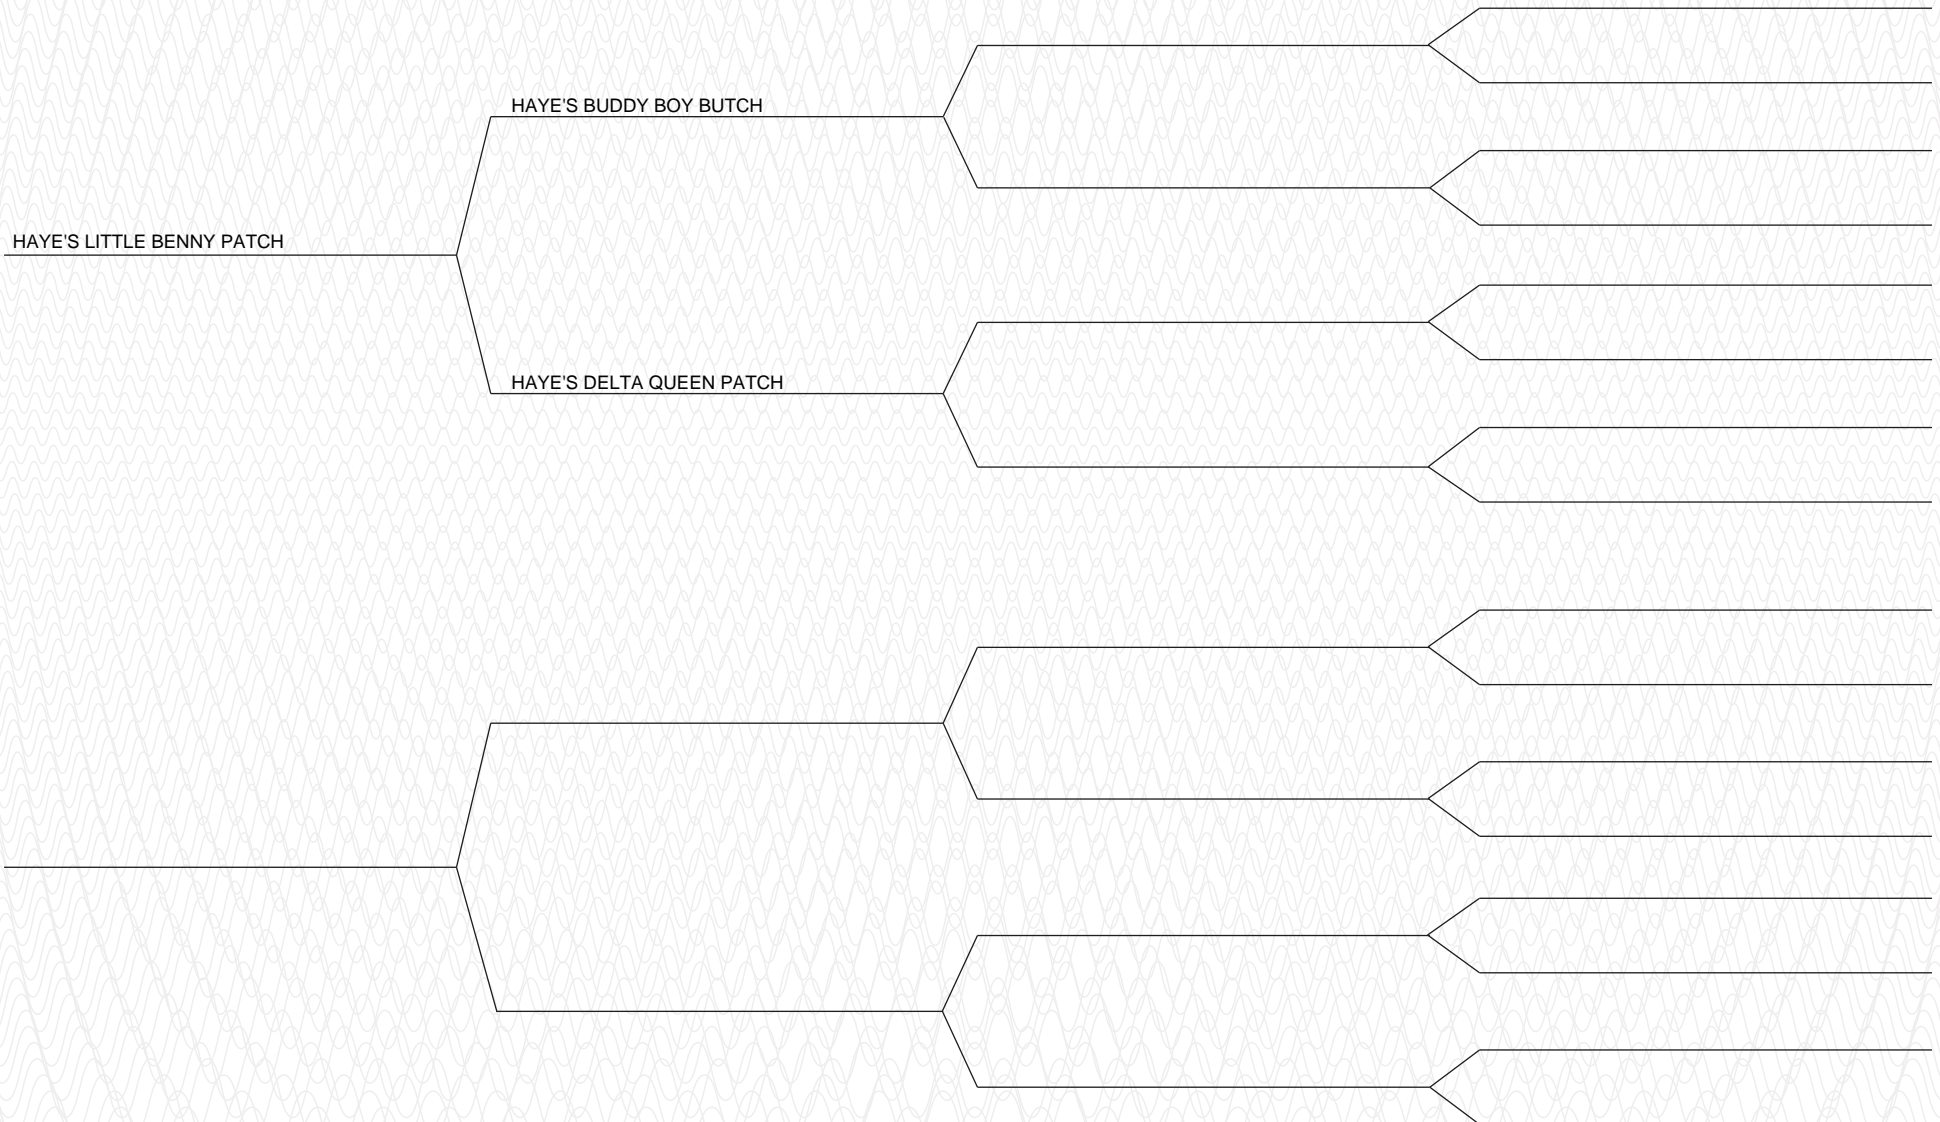 HAYE'S BUDDY BOY BUTCH
HAYE'S LITTLE BENNY PATCH
HAYE'S DELTA QUEEN PATCH